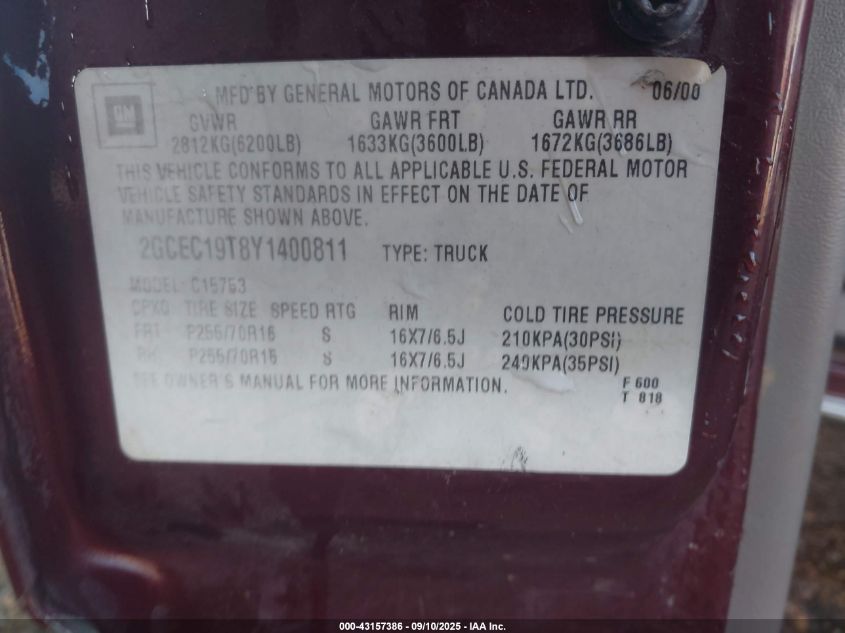 GM
MFD BY GENERAL MOTORS OF CANADA LTD. 06/00
GVWR GAWR FRT GAWR RR
2812KG(6200LB) 1633KG(3600LB) 1672KG(3686LB)
THIS VEHICLE CONFORMS TO ALL APPLICABLE U.S. FEDERAL MOTOR
VEHICLE SAFETY STANDARDS IN EFFECT ON THE DATE OF
MANUFACTURE SHOWN ABOVE.
2GCEC19T8Y1400811 TYPE: TRUCK
MODEL: C15753
TIRE SIZE SPEED RTG RIM COLD TIRE PRESSURE
FRT P255/70R16 S 16X7/6.5J 210KPA(30PSI)
RR P255/70R16 S 16X7/6.5J 240KPA(35PSI)
SEE OWNER'S MANUAL FOR MORE INFORMATION.
F 600
T 818
000-43157386 - 09/10/2025 - IAA Inc.